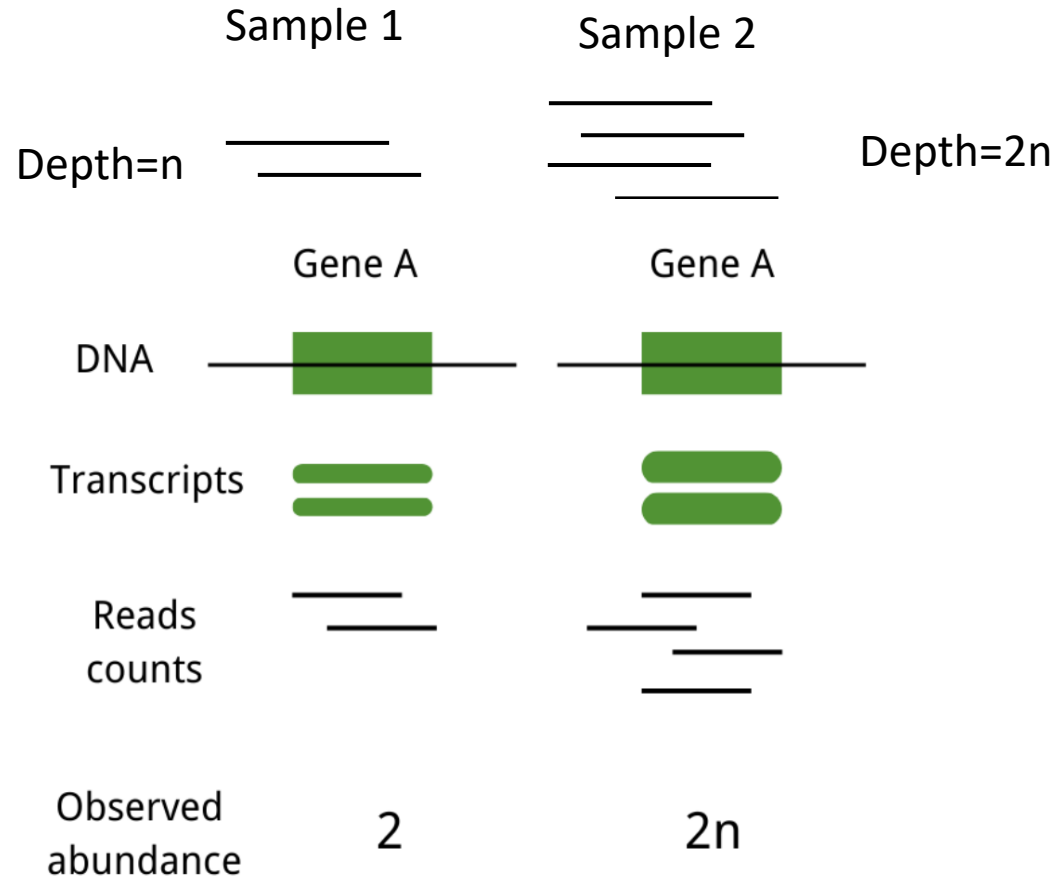 Sample 1
Sample 2
Depth=n
Depth=2n
Gene A
Gene A
DNA
Transcripts
Reads
counts
Observed
abundance
2
2n